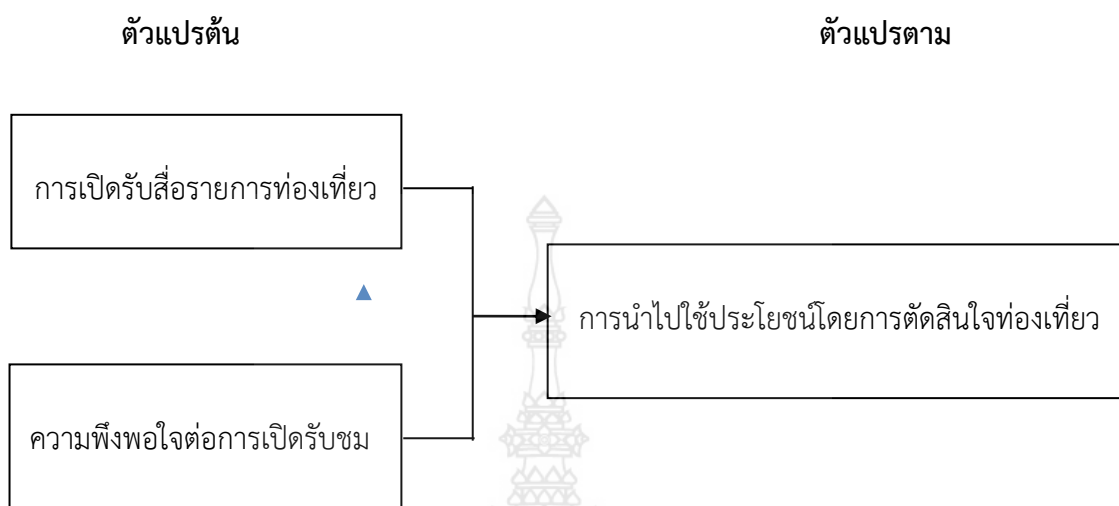 ตัวแปรต้น
ตัวแปรตาม
การเปิดรับสื่อรายการท่องเที่ยว
การนำไปใช้ประโยชน์โดยการตัดสินใจท่องเที่ยว
ความพึงพอใจต่อการเปิดรับชม